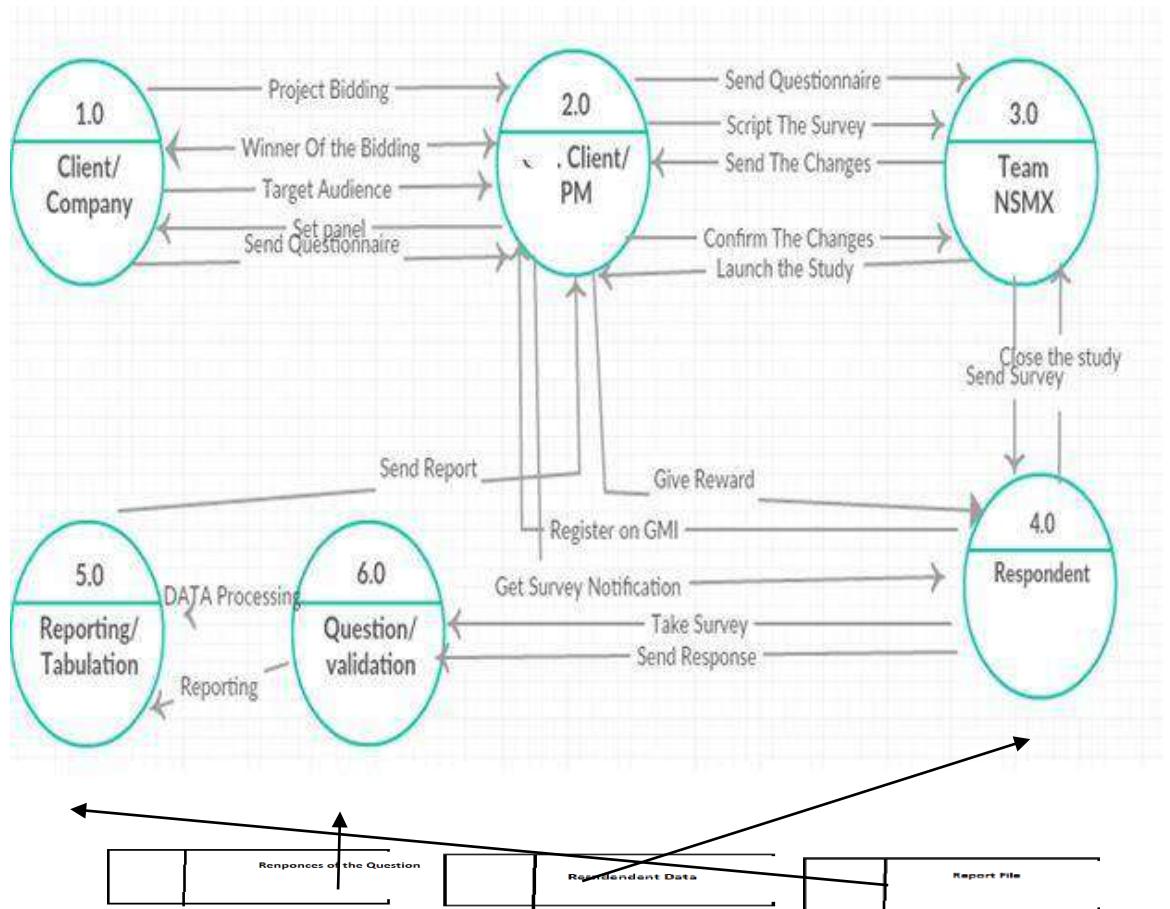 1.0
Client/
Company
Project Bidding
Winner Of the Bidding
Target Audience
Set panel
Send Questionnaire
2.0
. Client/
PM
Send Questionnaire
Script The Survey
Send The Changes
Confirm The Changes
Launch the Study
3.0
Team
NSMX
Close the study
Send Survey
Send Report
Give Reward
Register on GMI
Get Survey Notification
Take Survey
Send Response
4.0
Respondent
5.0
Reporting/
Tabulation
DATA Processing
Reporting
6.0
Question/
validation
Renponces of the Question
Data
Report File